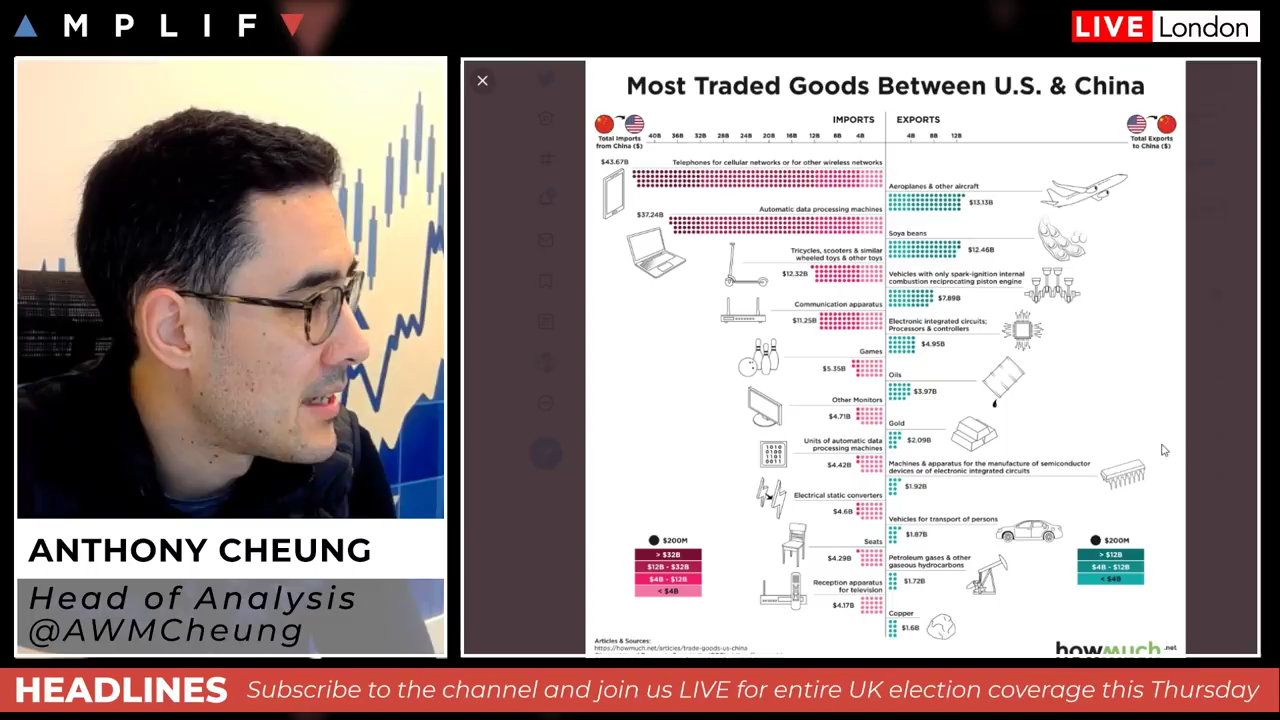 AMPLIFY
LIVE London
Most Traded Goods Between U.S. & China
IMPORTS
EXPORTS
Total Imports
from China ($)
40B 36B 32B 28B 24B 20B 16B 12B 8B 4B
4B 8B 12B
Total Exports
to China ($)
Telephones for cellular networks or for other wireless networks
$43.67B
Automatic data processing machines
$37.24B
Tricycles, scooters & similar
wheeled toys & other toys
$12.32B
Communication apparatus
$11.25B
Games
$5.35B
Other Monitors
$4.71B
Units of automatic data
processing machines
$4.42B
1010
0100
1101
0011
Electrical static converters
$4.6B
Seats
$4.29B
Reception apparatus
for television
$4.17B
Aeroplanes & other aircraft
$13.13B
Soya beans
$12.46B
Vehicles with only spark-ignition internal
combustion reciprocating piston engine
$7.89B
Electronic integrated circuits;
Processors & controllers
$4.95B
Oils
$3.97B
Gold
$2.09B
Machines & apparatus for the manufacture of semiconductor
devices or of electronic integrated circuits
$1.92B
Vehicles for transport of persons
$1.87B
Petroleum gases & other
gaseous hydrocarbons
$1.72B
Copper
$1.6B
$200M
> $32B
$12B - $32B
$4B - $12B
< $4B
$200M
> $12B
$4B - $12B
< $4B
Articles & Sources:
https://howmuch.net/articles/trade-goods-us-china
howmuch.net
ANTHONY CHEUNG
Head of Analysis
@AWMCheung
HEADLINES
Subscribe to the channel and join us LIVE for entire UK election coverage this Thursday